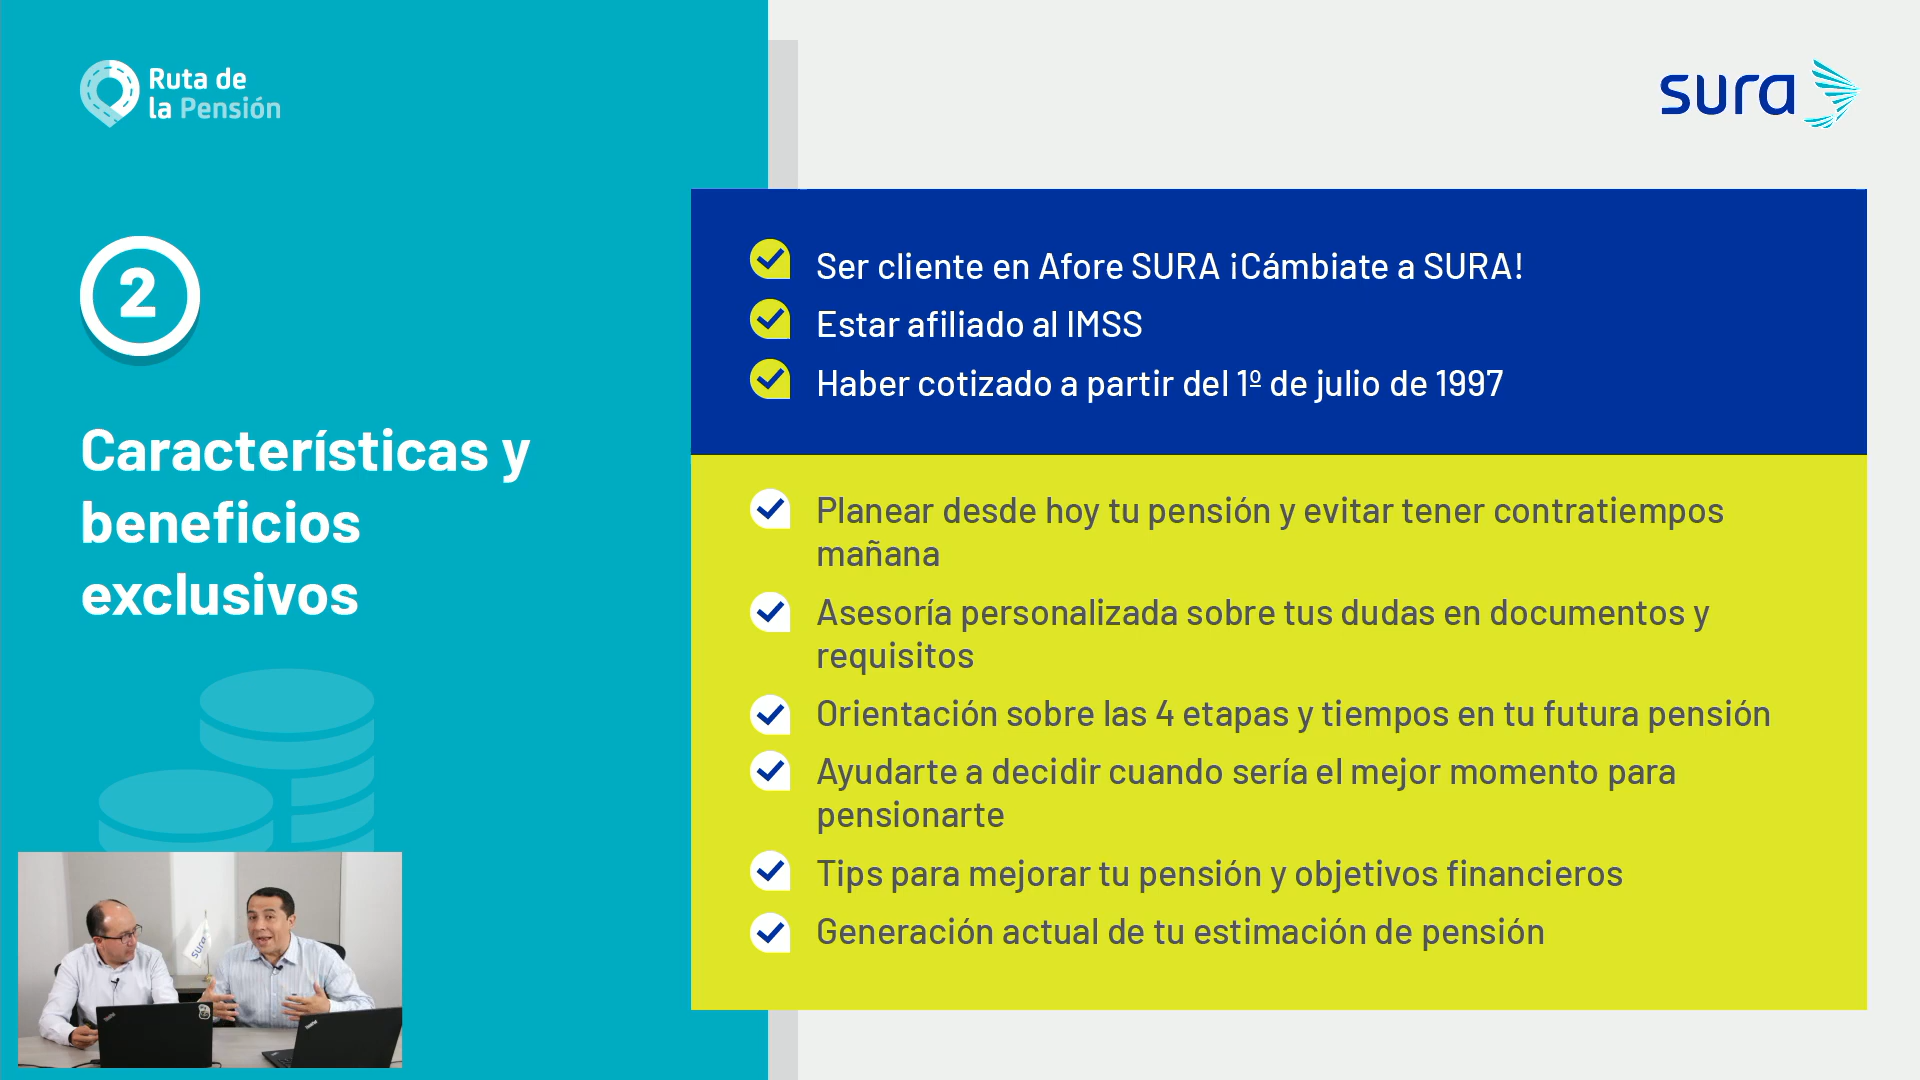 Ruta de
la Pensión
sura
2
Características y
beneficios
exclusivos
Ser cliente en Afore SURA ¡Cámbiate a SURA!
Estar afiliado al IMSS
Haber cotizado a partir del 1º de julio de 1997
Planear desde hoy tu pensión y evitar tener contratiempos
mañana
Asesoría personalizada sobre tus dudas en documentos y
requisitos
Orientación sobre las 4 etapas y tiempos en tu futura pensión
Ayudarte a decidir cuando sería el mejor momento para
pensionarte
Tips para mejorar tu pensión y objetivos financieros
Generación actual de tu estimación de pensión
sura
ThinkPad
ThinkPad